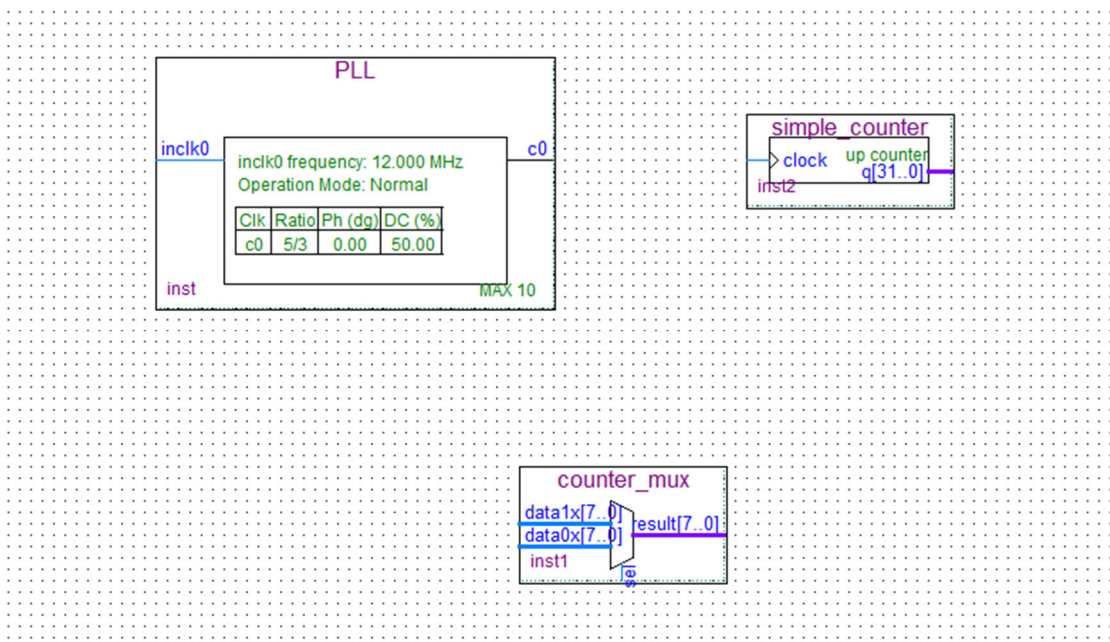 PLL
inclk0
c0
inclk0 frequency: 12.000 MHz
Operation Mode: Normal
Clk Ratio Ph (dg) DC (%)
c0 5/3 0.00 50.00
inst
MAX 10
simple_counter
clock
up counter
q[31..0]
inst2
counter_mux
data1x[7..0]
result[7..0]
data0x[7..0]
inst1
sel